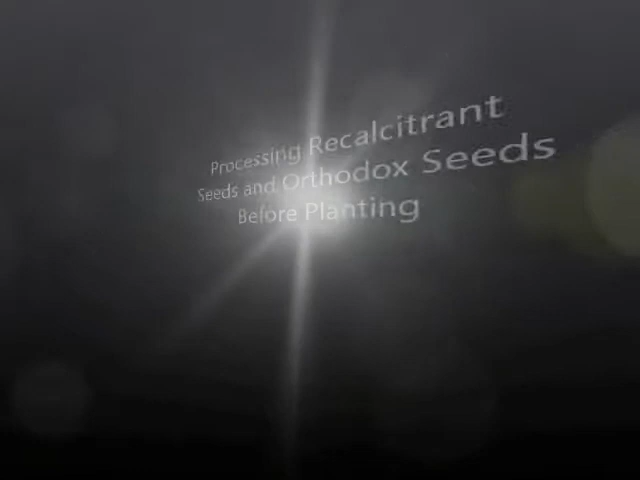 Processing Recalcitrant
Seeds and Orthodox Seeds
Before Planting